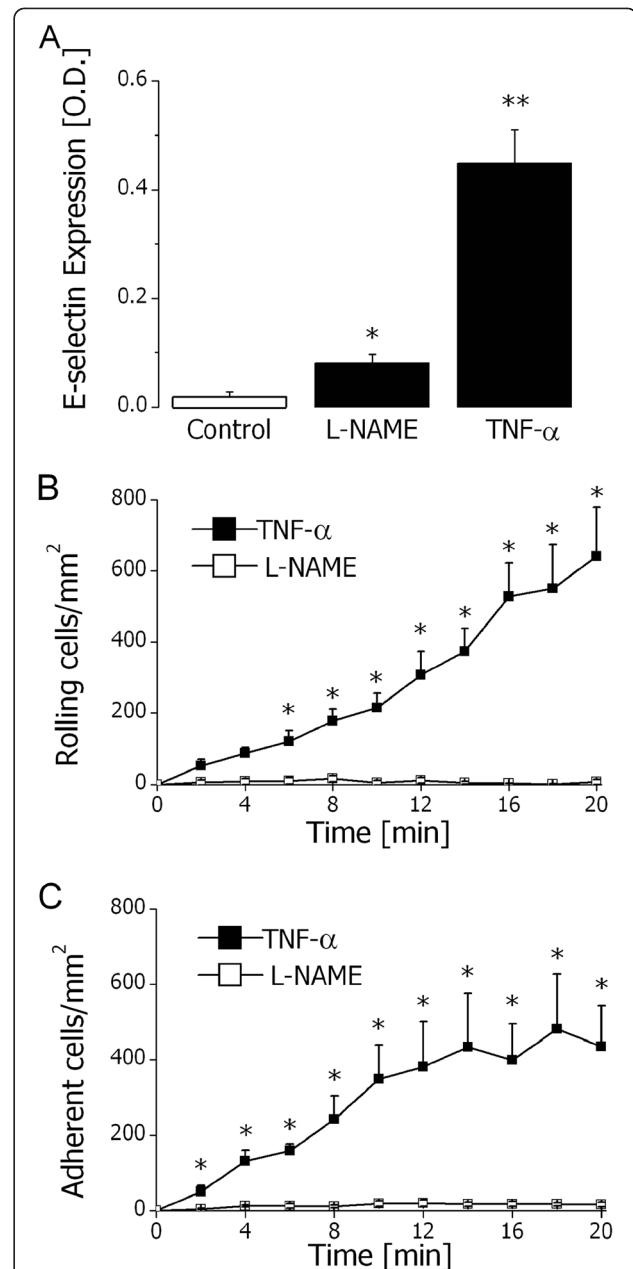 A
E-selectin Expression [O.D.]
0.6
0.4
0.2
0.0
*
**
Control L-NAME TNF-α
B
Rolling cells/mm²
800
600
400
200
0
TNF-α
L-NAME
* * * * * * * *
0 4 8 12 16 20
Time [min]
C
Adherent cells/mm²
800
600
400
200
0
TNF-α
L-NAME
* * * * * * * * * *
0 4 8 12 16 20
Time [min]